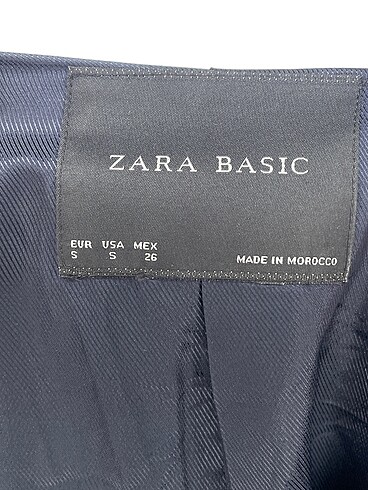 ZARA BASIC
EUR USA MEX
S S 26
MADE IN MOROCCO